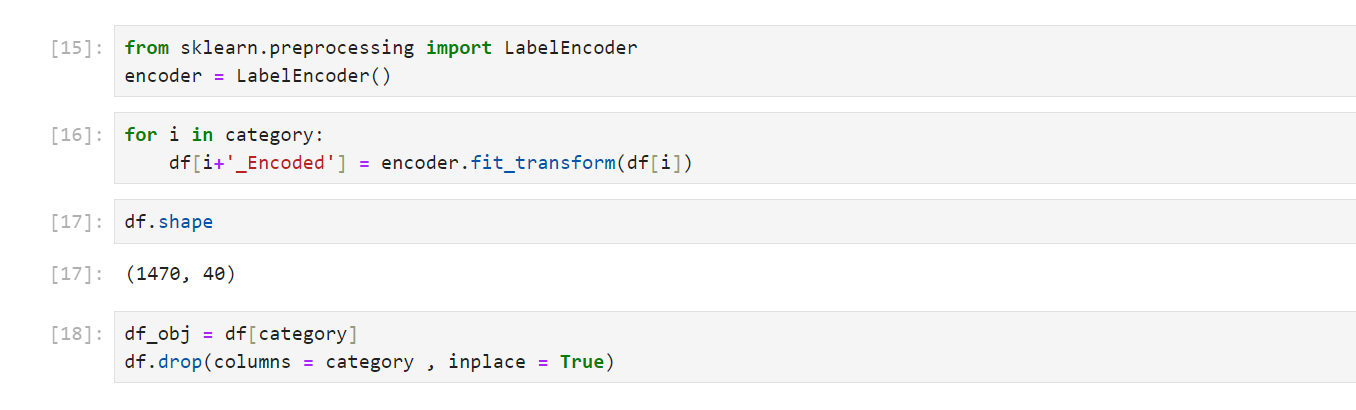 [15]: from sklearn.preprocessing import LabelEncoder
encoder = LabelEncoder()
[16]: for i in category:
    df[i+'_Encoded'] = encoder.fit_transform(df[i])
[17]: df.shape
[17]: (1470, 40)
[18]: df_obj = df[category]
df.drop(columns = category , inplace = True)